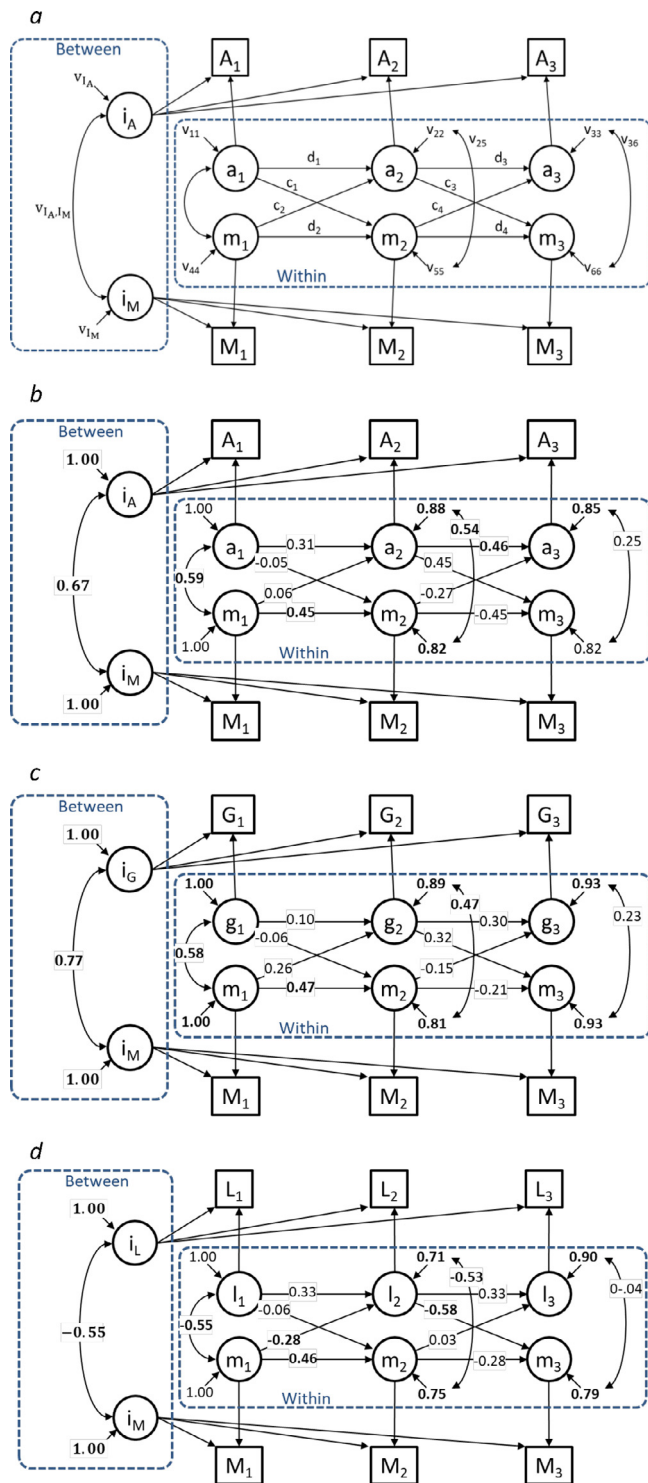 a
Between
A1 A2 A3
vIA
iA
v11 v22 v25 v33 v36
a1 d1 a2 d3 a3
c1 c3
vIA,IM
c2 c4
m1 d2 m2 d4 m3
v44 v55 v66
Within
iM
vIM
M1 M2 M3
b
Between
A1 A2 A3
1.00
iA
1.00 0.88 0.85
0.54
a1 0.31 a2 0.46 a3 0.25
-0.05 0.45
0.59
0.67
0.06 -0.27
m1 0.45 m2 -0.45 m3
1.00 0.82 0.82
Within
iM
1.00
M1 M2 M3
c
Between
G1 G2 G3
1.00
iG
1.00 0.89 0.93
0.47
g1 0.10 g2 0.30 g3 0.23
-0.06 0.32
0.58
0.77
0.26 -0.15
m1 0.47 m2 -0.21 m3
1.00 0.81 0.93
Within
iM
1.00
M1 M2 M3
d
Between
L1 L2 L3
1.00
iL
1.00 0.71 0.90
-0.53
l1 0.33 l2 0.33 l3 0-.04
-0.06 -0.58
-0.55
−0.55
-0.28 0.03
m1 0.46 m2 -0.28 m3
1.00 0.75 0.79
Within
iM
1.00
M1 M2 M3